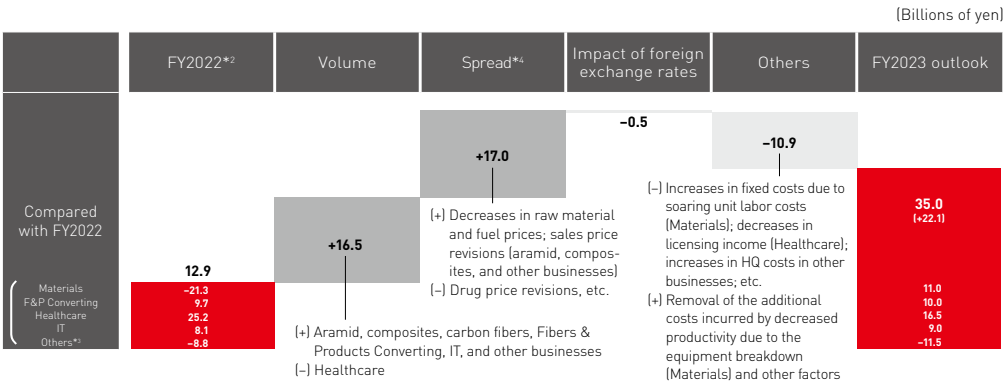 (Billions of yen)
FY2022*2
Volume
Spread*4
Impact of foreign
exchange rates
Others
FY2023 outlook
Compared
with FY2022
Materials
F&P Converting
Healthcare
IT
Others*3
12.9
−21.3
9.7
25.2
8.1
−8.8
+16.5
(+) Aramid, composites, carbon fibers, Fibers &
Products Converting, IT, and other businesses
(−) Healthcare
+17.0
(+) Decreases in raw material
and fuel prices; sales price
revisions (aramid, compos-
ites, and other businesses)
(−) Drug price revisions, etc.
−0.5
−10.9
(−) Increases in fixed costs due to
soaring unit labor costs
(Materials); decreases in
licensing income (Healthcare);
increases in HQ costs in other
businesses; etc.
(+) Removal of the additional
costs incurred by decreased
productivity due to the
equipment breakdown
(Materials) and other factors
35.0
(+22.1)
11.0
10.0
16.5
9.0
−11.5